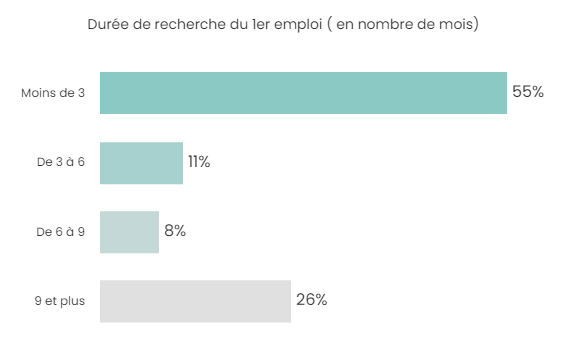 Durée de recherche du 1er emploi ( en nombre de mois)
Moins de 3 55%
De 3 à 6 11%
De 6 à 9 8%
9 et plus 26%